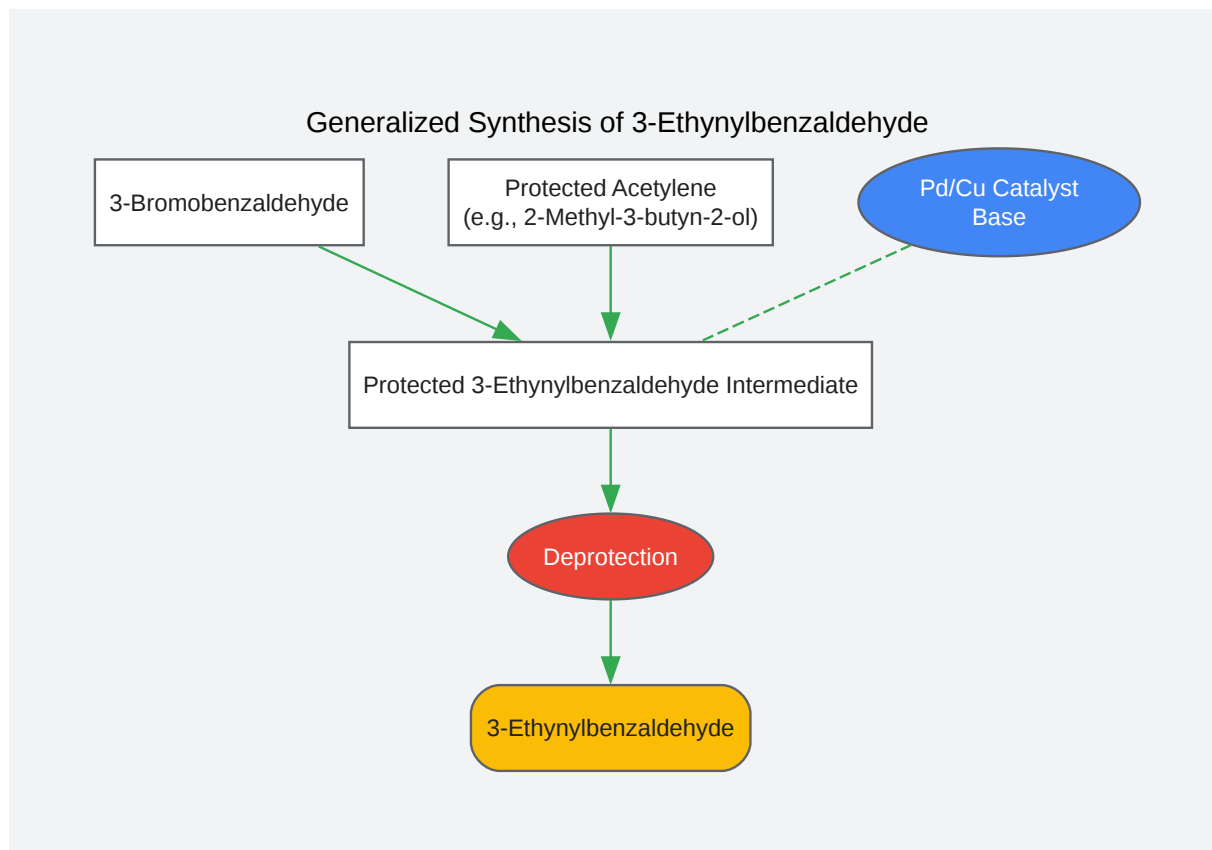 Generalized Synthesis of 3-Ethynylbenzaldehyde
3-Bromobenzaldehyde
Protected Acetylene
(e.g., 2-Methyl-3-butyn-2-ol)
Pd/Cu Catalyst
Base
Protected 3-Ethynylbenzaldehyde Intermediate
Deprotection
3-Ethynylbenzaldehyde